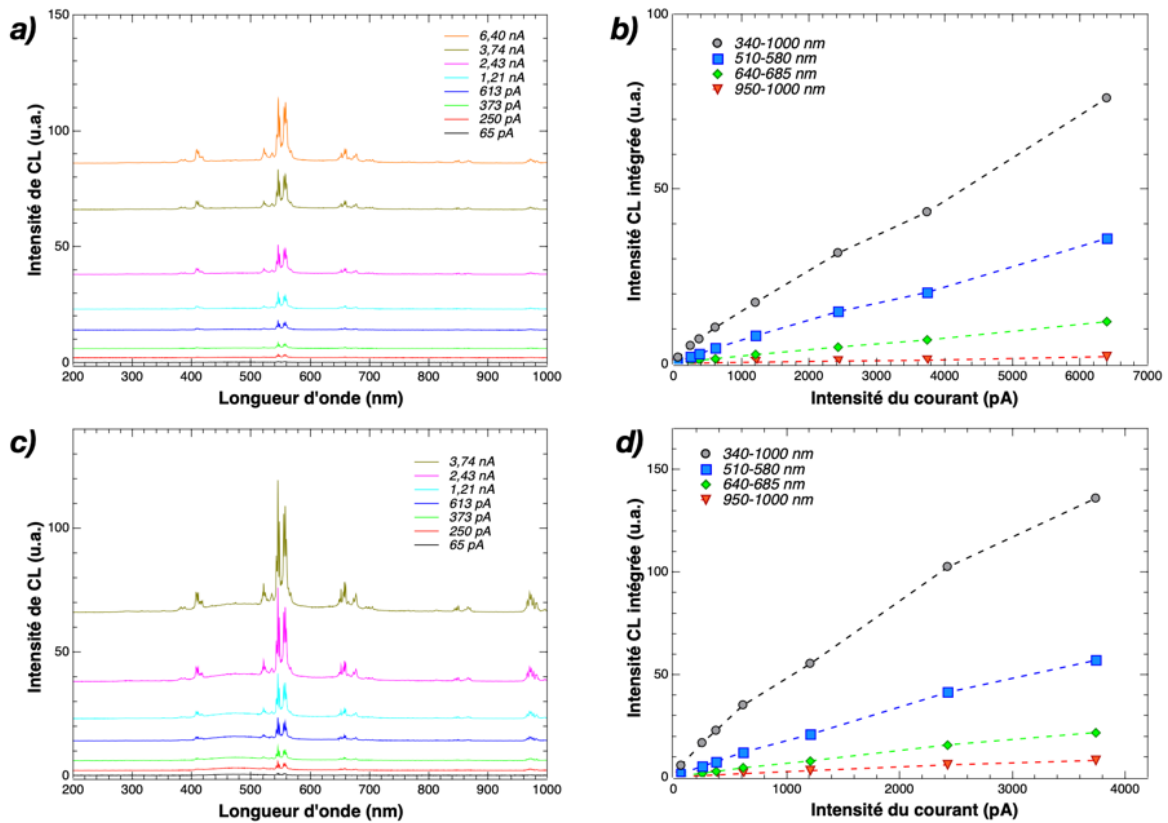 a)
150
100
50
0
Intensité de CL (u.a.)
6,40 nA
3,74 nA
2,43 nA
1,21 nA
613 pA
373 pA
250 pA
65 pA
200 300 400 500 600 700 800 900 1000
Longueur d'onde (nm)
b)
100
50
0
Intensité CL intégrée (u.a.)
340-1000 nm
510-580 nm
640-685 nm
950-1000 nm
0 1000 2000 3000 4000 5000 6000 7000
Intensité du courant (pA)
c)
100
50
0
Intensité de CL (u.a.)
3,74 nA
2,43 nA
1,21 nA
613 pA
373 pA
250 pA
65 pA
200 300 400 500 600 700 800 900 1000
Longueur d'onde (nm)
d)
150
100
50
0
Intensité CL intégrée (u.a.)
340-1000 nm
510-580 nm
640-685 nm
950-1000 nm
0 1000 2000 3000 4000
Intensité du courant (pA)